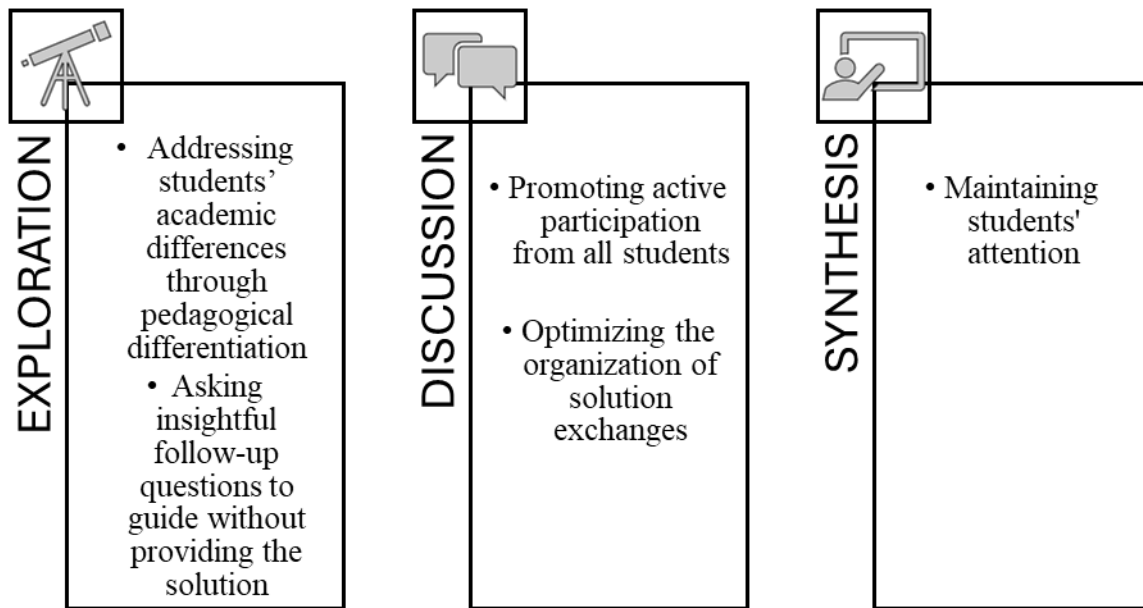 EXPLORATION
• Addressing
students’
academic
differences
through
pedagogical
differentiation
• Asking
insightful
follow-up
questions to
guide without
providing the
solution
DISCUSSION
• Promoting active
participation
from all students
• Optimizing the
organization of
solution
exchanges
SYNTHESIS
• Maintaining
students'
attention